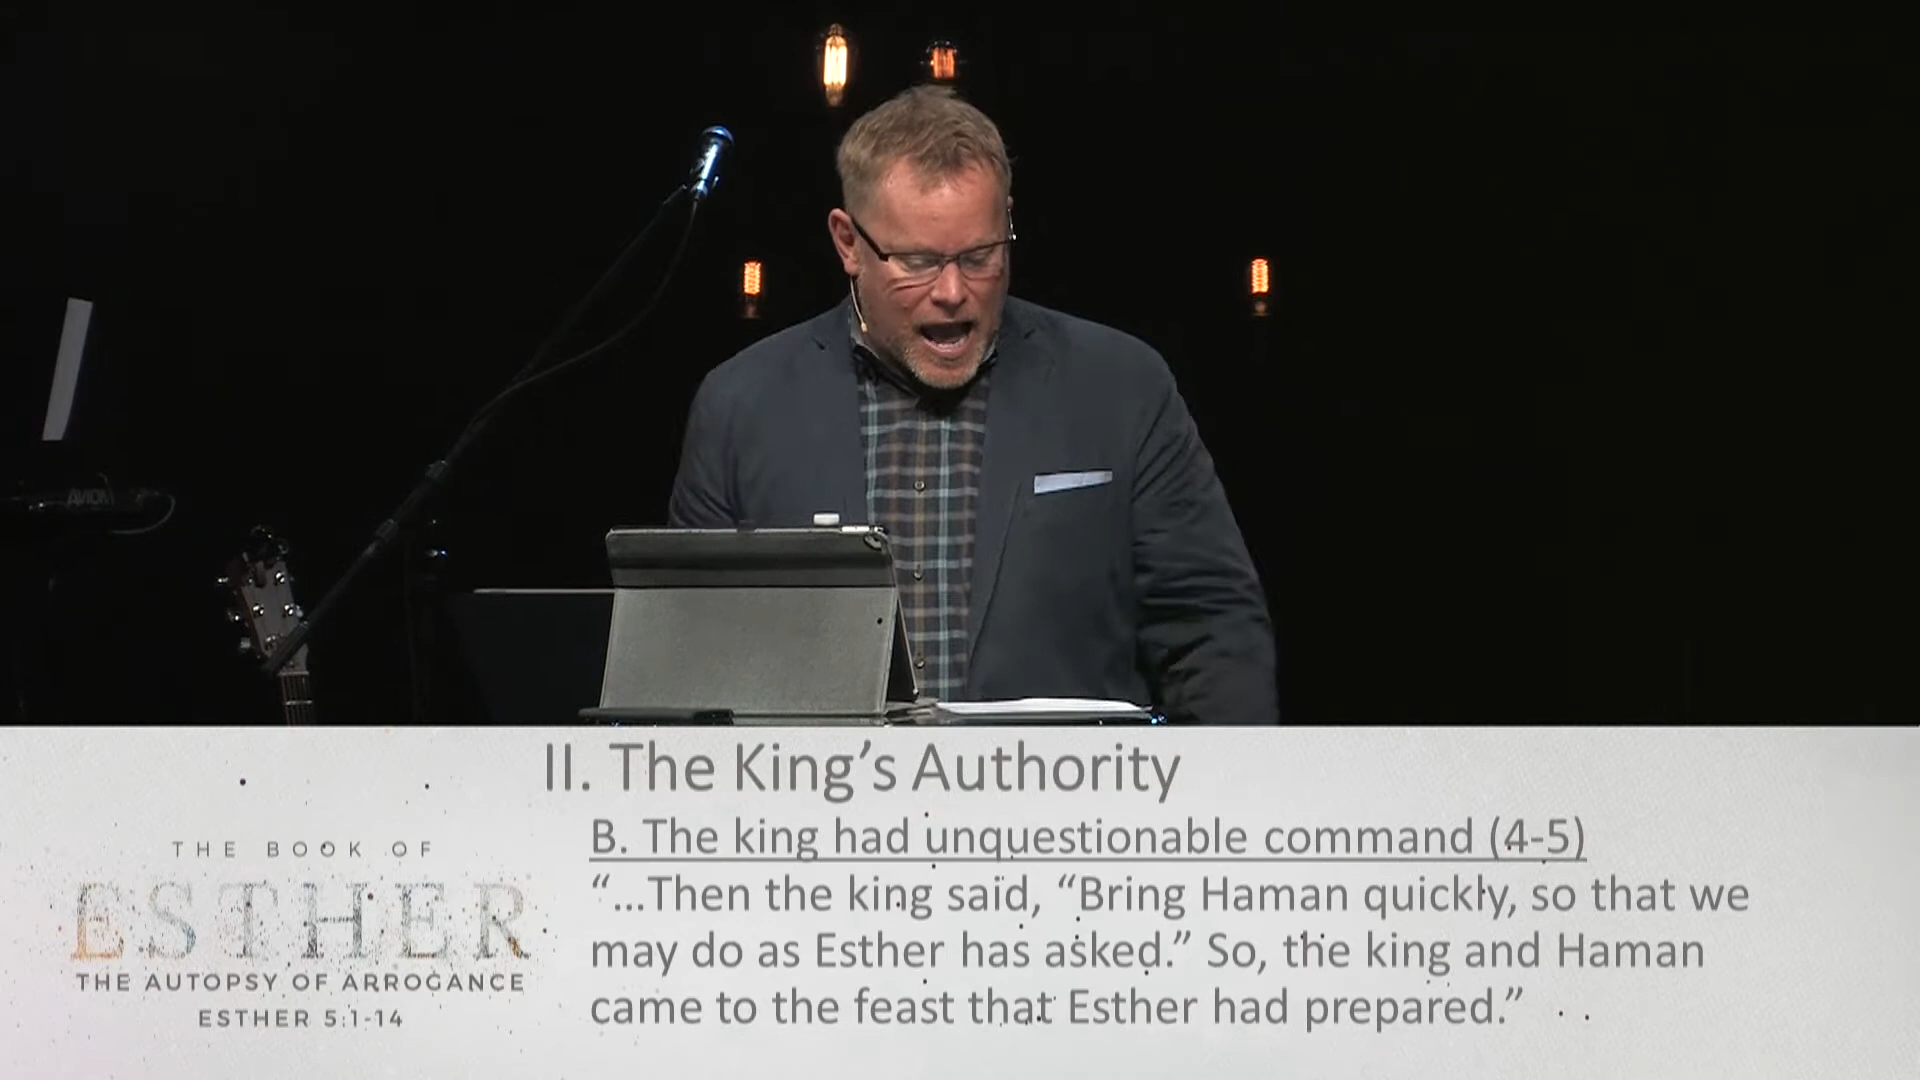 AVIOM
II. The King’s Authority
B. The king had unquestionable command (4-5)
“...Then the king said, “Bring Haman quickly, so that we
may do as Esther has asked.” So, the king and Haman
came to the feast that Esther had prepared.”
THE BOOK OF
ESTHER
THE AUTOPSY OF ARROGANCE
ESTHER 5:1-14